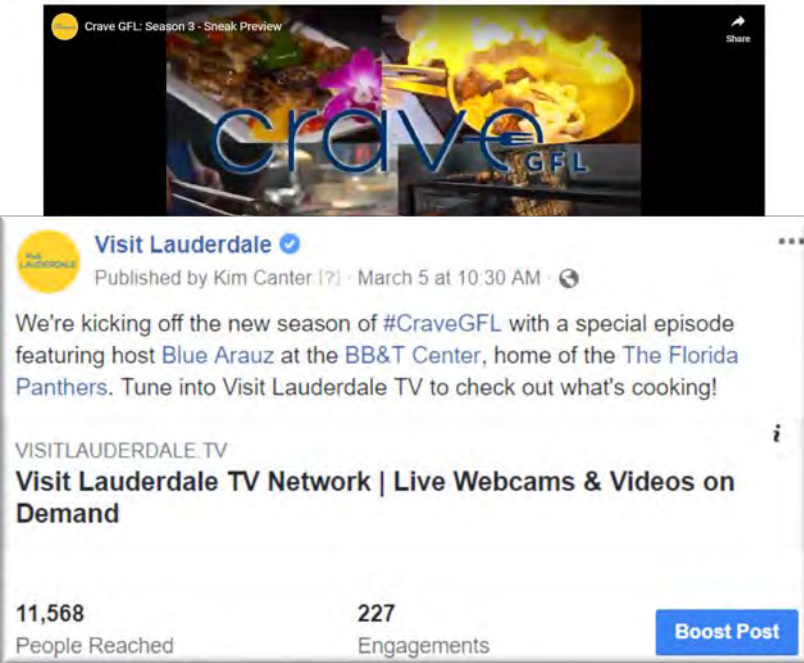 Crave GFL: Season 3 - Sneak Preview
Share
crave
GFL
Visit Lauderdale
Published by Kim Canter [?] · March 5 at 10:30 AM ·
We're kicking off the new season of #CraveGFL with a special episode
featuring host Blue Arauz at the BB&T Center, home of the The Florida
Panthers. Tune into Visit Lauderdale TV to check out what's cooking!
VISITLAUDERDALE.TV
Visit Lauderdale TV Network | Live Webcams & Videos on
Demand
11,568
227
People Reached
Engagements
Boost Post